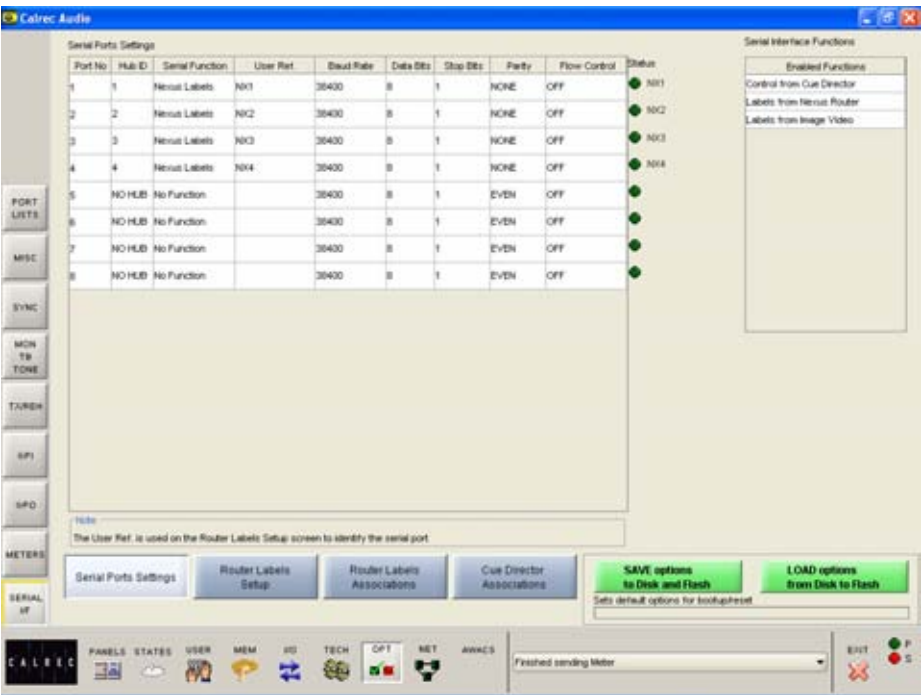 Calrec Audio
Serial Ports Settings
Port No Hub ID Serial Function User Ref. Baud Rate Data Bits Stop Bits Parity Flow Control Status
1 1 Nexus Labels NX1 38400 8 1 NONE OFF NX1
2 2 Nexus Labels NX2 38400 8 1 NONE OFF NX2
3 3 Nexus Labels NX3 38400 8 1 NONE OFF NX3
4 4 Nexus Labels NX4 38400 8 1 NONE OFF NX4
5 NO HUB No Function 38400 8 1 EVEN OFF
6 NO HUB No Function 38400 8 1 EVEN OFF
7 NO HUB No Function 38400 8 1 EVEN OFF
8 NO HUB No Function 38400 8 1 EVEN OFF
Serial Interface Functions
Enabled Functions
Control from Cue Director
Labels from Nexus Router
Labels from Image Video
PORT
LISTS
MISC
SYNC
MON
TB
TONE
TX/REH
GPI
GPO
METERS
SERIAL
I/F
Note
The User Ref. is used on the Router Labels Setup screen to identify the serial port
Serial Ports Settings
Router Labels
Setup
Router Labels
Associations
Cue Director
Associations
SAVE options
to Disk and Flash
LOAD options
from Disk to Flash
Sets default options for bootup/reset
CALREC
PANELS STATES USER MEM I/O TECH OPT NET AWACS
Finished sending Meter
EXIT
P
S